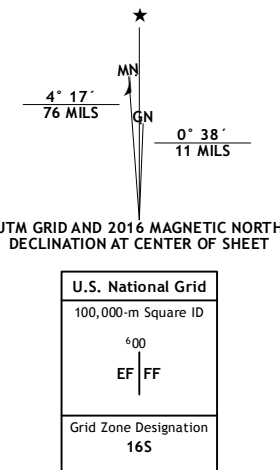 MN
4° 17´
76 MILS
GN
0° 38´
11 MILS
UTM GRID AND 2016 MAGNETIC NORTH
DECLINATION AT CENTER OF SHEET
U.S. National Grid
100,000-m Square ID
⁶00
EF FF
Grid Zone Designation
16S